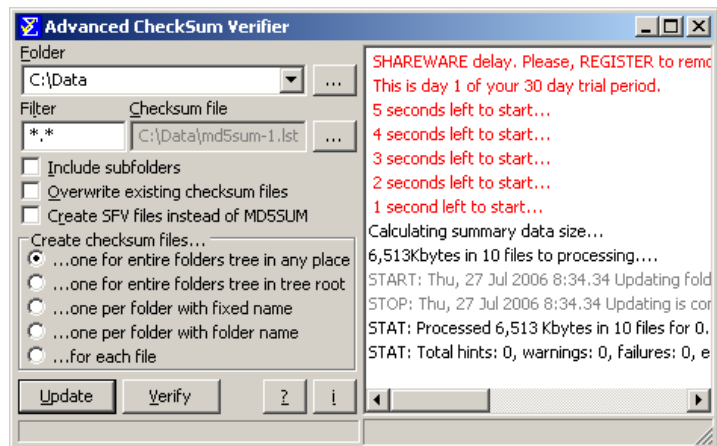 Advanced CheckSum Verifier
Folder
C:\Data
...
Filter
Checksum file
*.*
C:\Data\md5sum-1.lst
...
Include subfolders
Overwrite existing checksum files
Create SFV files instead of MD5SUM
Create checksum files...
...one for entire folders tree in any place
...one for entire folders tree in tree root
...one per folder with fixed name
...one per folder with folder name
...for each file
Update
Verify
?
i
SHAREWARE delay. Please, REGISTER to remo
This is day 1 of your 30 day trial period.
5 seconds left to start...
4 seconds left to start...
3 seconds left to start...
2 seconds left to start...
1 second left to start...
Calculating summary data size...
6,513Kbytes in 10 files to processing....
START: Thu, 27 Jul 2006 8:34.34 Updating fold
STOP: Thu, 27 Jul 2006 8:34.34 Updating is cor
STAT: Processed 6,513 Kbytes in 10 files for 0.
STAT: Total hints: 0, warnings: 0, failures: 0, e